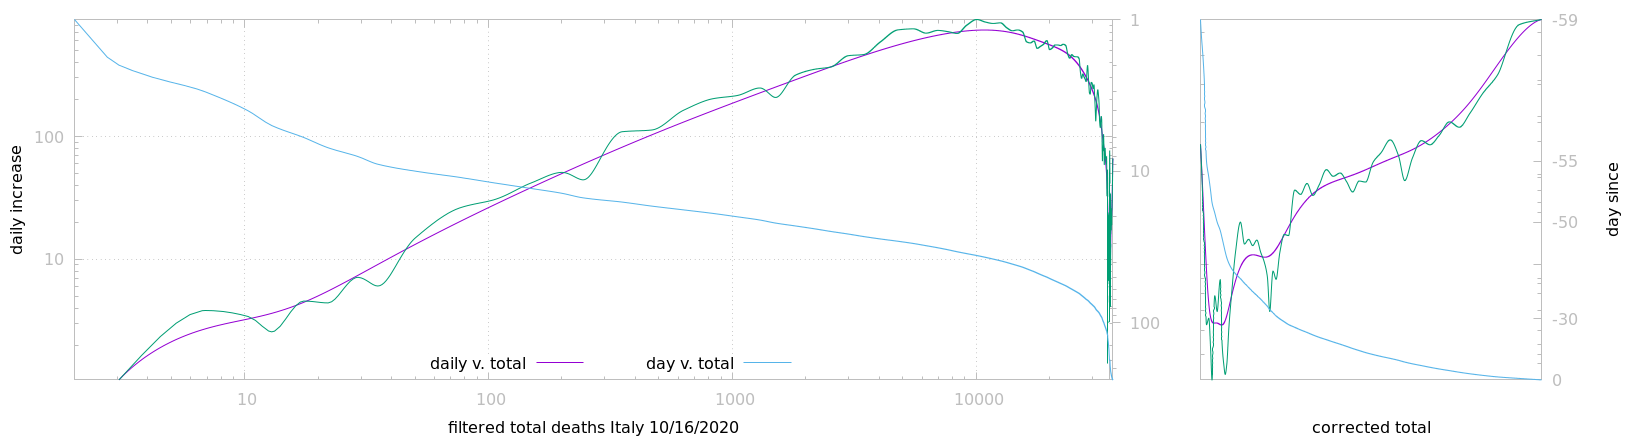 1
-59
100
10
-55
-50
daily increase
day since
10
100
-30
daily v. total
day v. total
0
10
100
1000
10000
filtered total deaths Italy 10/16/2020
corrected total